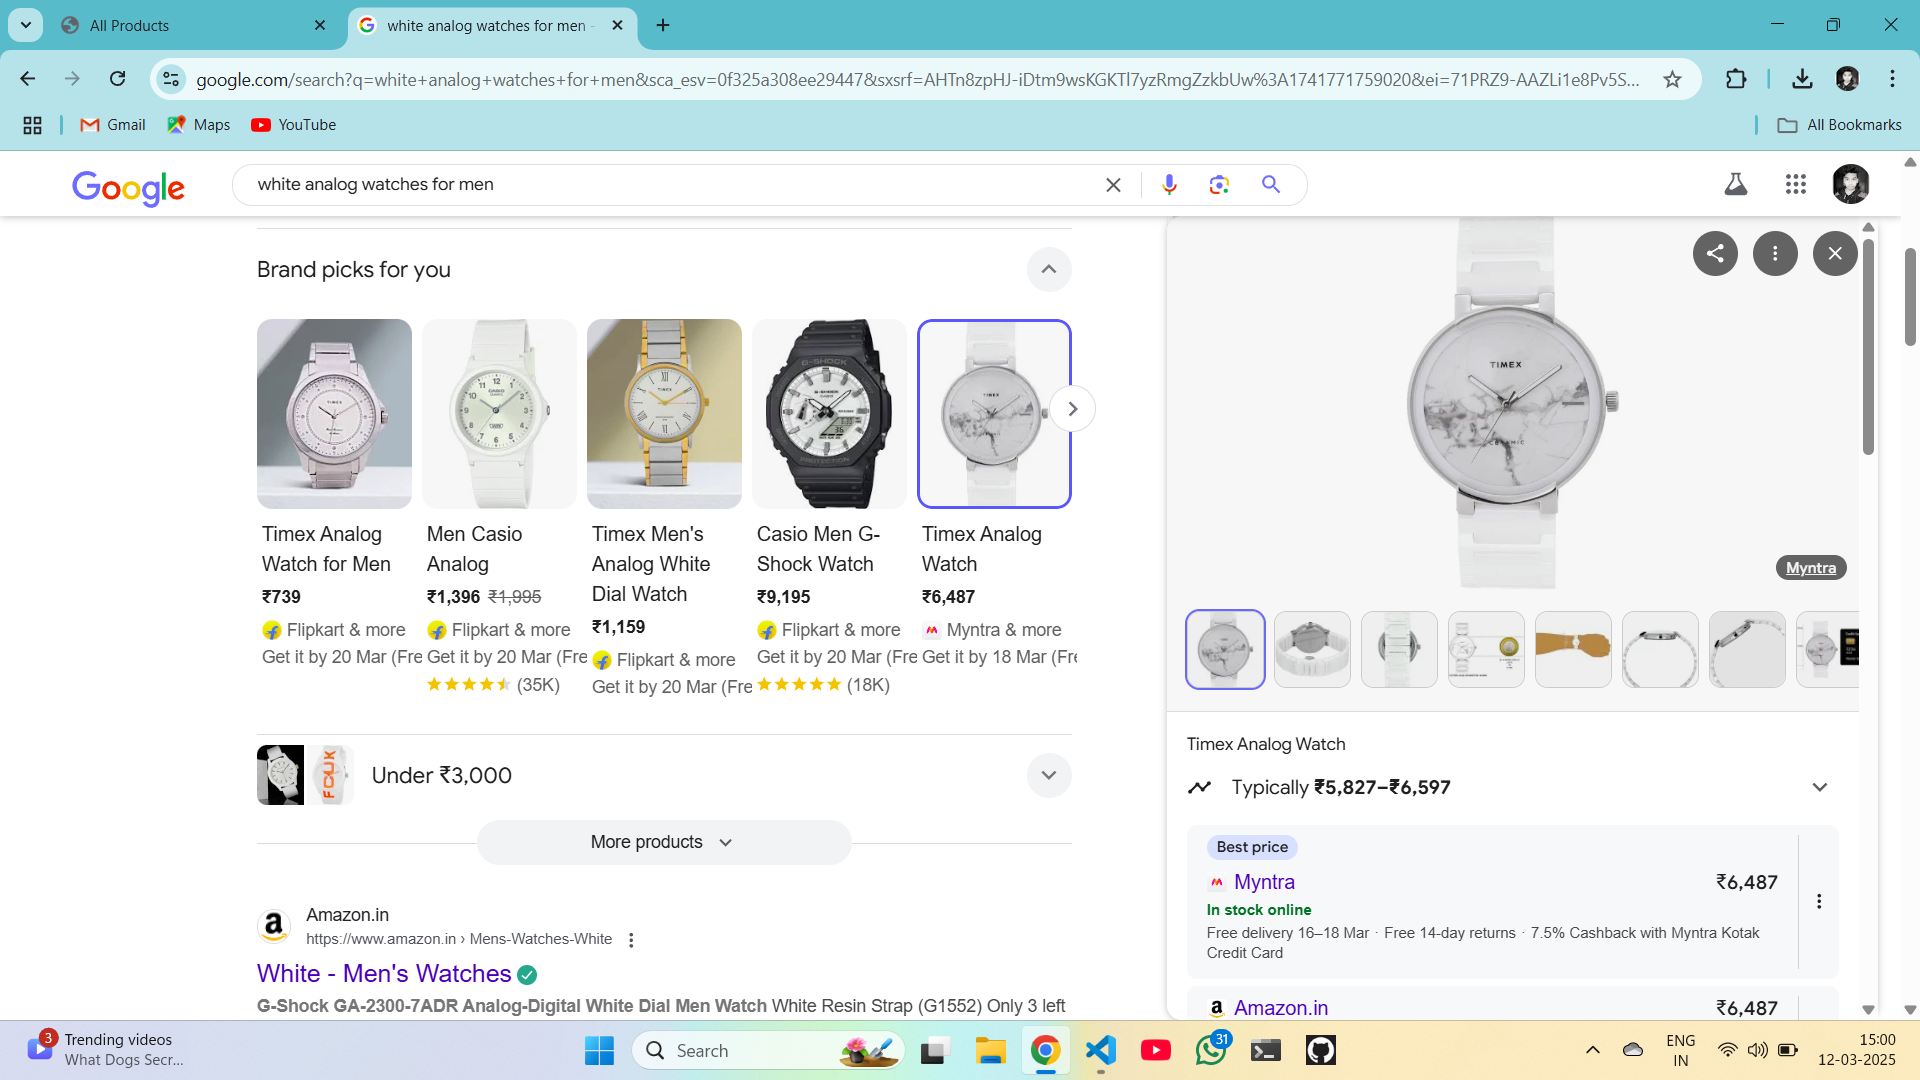 All Products
white analog watches for men -
google.com/search?q=white+analog+watches+for+men&sca_esv=0f325a308ee29447&sxsrf=AHTn8zpHJ-iDtm9wsKGKTl7yzRmgZzkbUw%3A1741771759020&ei=71PRZ9-AAZLi1e8Pv5S...
Gmail
Maps
YouTube
All Bookmarks
Google
white analog watches for men
Brand picks for you
Timex Analog
Watch for Men
₹739
Flipkart & more
Get it by 20 Mar (Fre
Men Casio
Analog
₹1,396 ₹1,995
Flipkart & more
Get it by 20 Mar (Fre
(35K)
Timex Men's
Analog White
Dial Watch
₹1,159
Flipkart & more
Get it by 20 Mar (Fre
Casio Men G-
Shock Watch
₹9,195
Flipkart & more
Get it by 20 Mar (Fre
(18K)
Timex Analog
Watch
₹6,487
Myntra & more
Get it by 18 Mar (Fre
Under ₹3,000
More products
Amazon.in
https://www.amazon.in › Mens-Watches-White
White - Men's Watches
G-Shock GA-2300-7ADR Analog-Digital White Dial Men Watch White Resin Strap (G1552) Only 3 left
TIMEX
CERAMIC
Myntra
Timex Analog Watch
Typically ₹5,827–₹6,597
Best price
Myntra
₹6,487
In stock online
Free delivery 16–18 Mar · Free 14-day returns · 7.5% Cashback with Myntra Kotak
Credit Card
Amazon.in
₹6,487
3
Trending videos
What Dogs Secr...
Search
31
ENG
IN
15:00
12-03-2025